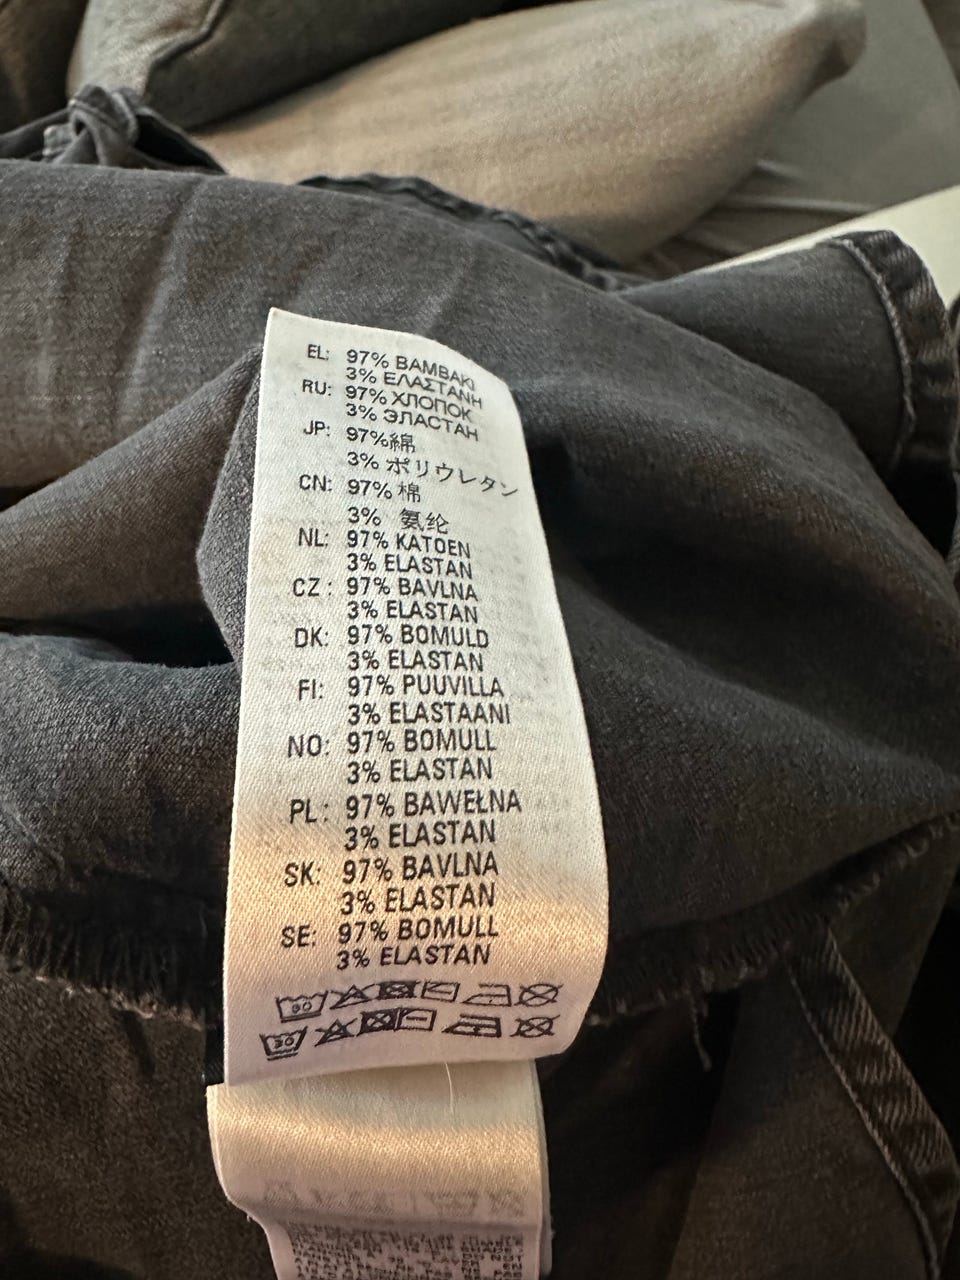 EL: 97% ΒΑΜΒΑΚΙ
3% ΕΛΑΣΤΑΝΗ
RU: 97% ХЛОПОК
3% ЭЛАСТАН
JP: 97%綿
3% ポリウレタン
CN: 97% 棉
3% 氨纶
NL: 97% KATOEN
3% ELASTAN
CZ: 97% BAVLNA
3% ELASTAN
DK: 97% BOMULD
3% ELASTAN
FI: 97% PUUVILLA
3% ELASTAANI
NO: 97% BOMULL
3% ELASTAN
PL: 97% BAWEŁNA
3% ELASTAN
SK: 97% BAVLNA
3% ELASTAN
SE: 97% BOMULL
3% ELASTAN
30